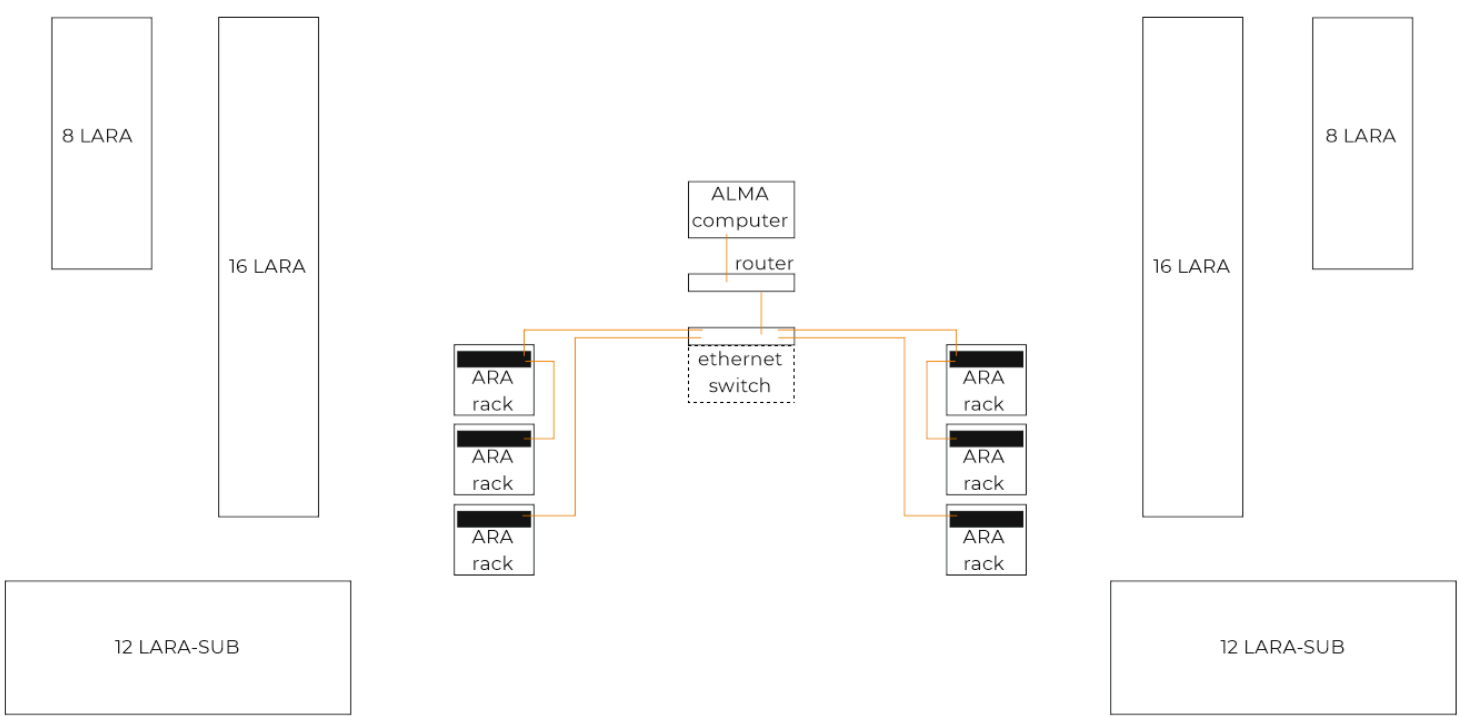 8 LARA
16 LARA
ALMA
computer
router
ethernet
switch
ARA
rack
ARA
rack
ARA
rack
ARA
rack
ARA
rack
ARA
rack
16 LARA
8 LARA
12 LARA-SUB
12 LARA-SUB